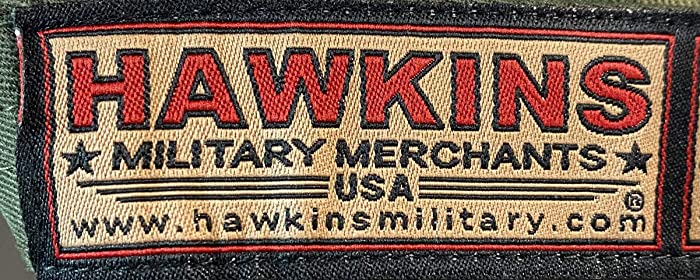 HAWKINS
★ MILITARY MERCHANTS ★
USA
www.hawkinsmilitary.com®